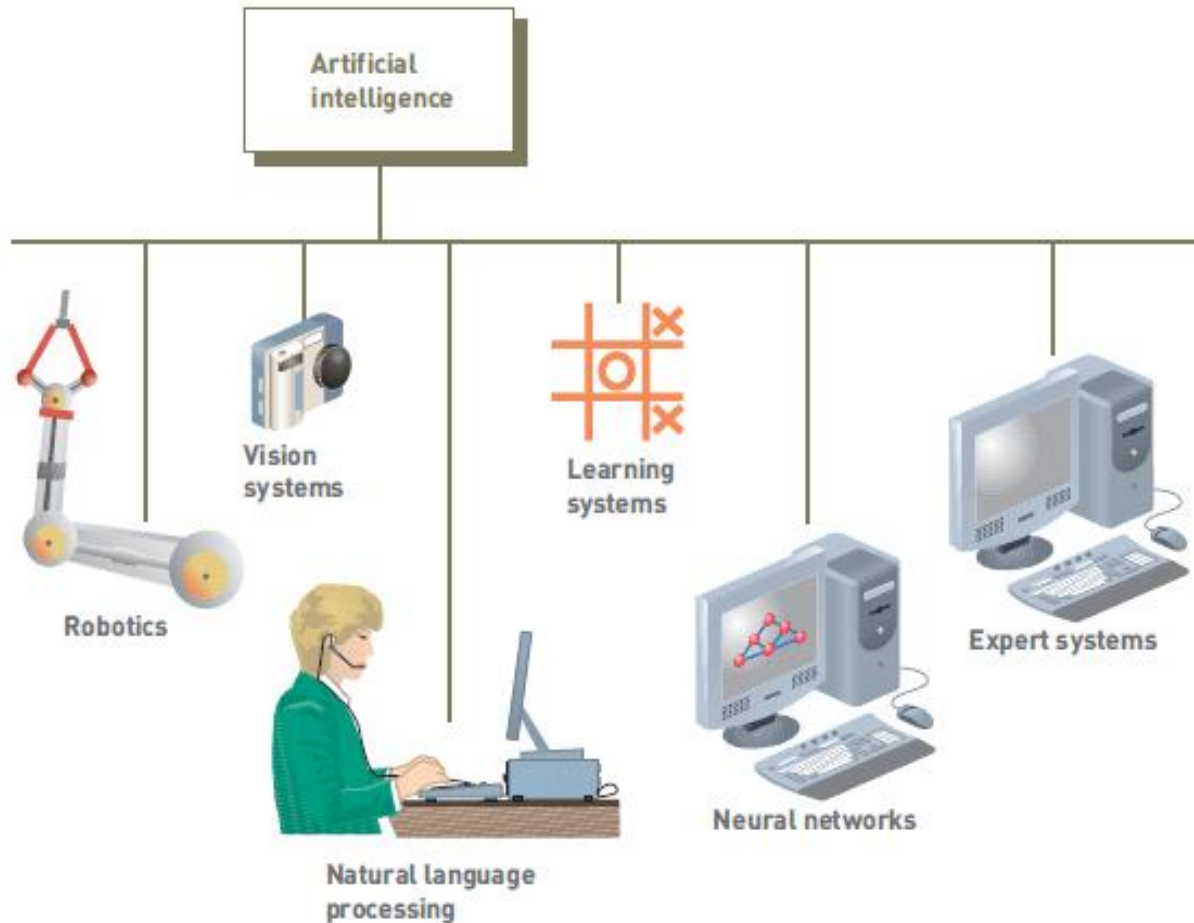 Artificial
intelligence
Vision
systems
Learning
systems
Robotics
Expert systems
Neural networks
Natural language
processing